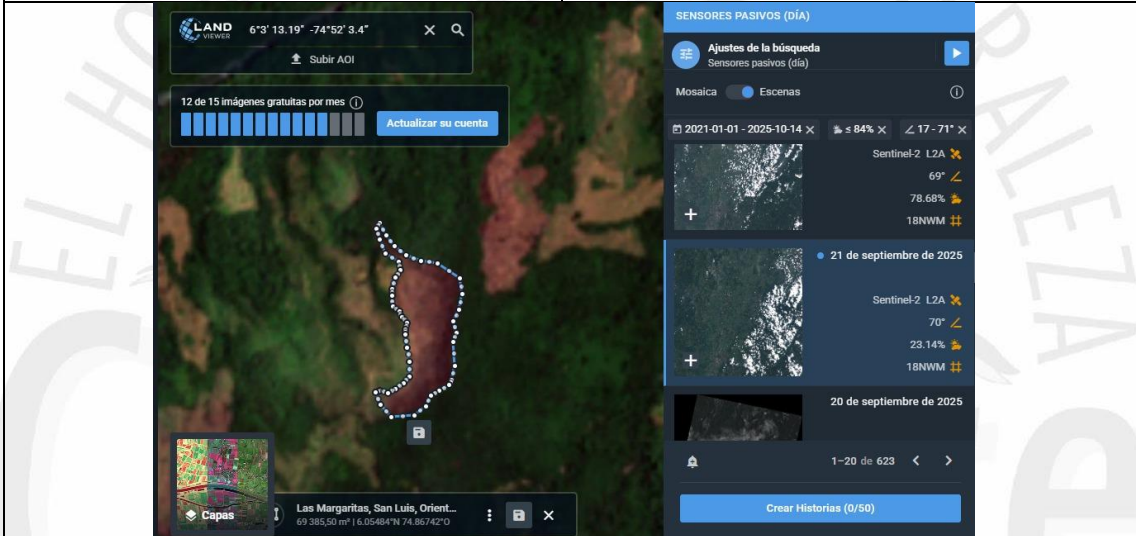 LAND
VIEWER
6°3' 13.19" -74°52' 3.4"
Subir AOI
12 de 15 imágenes gratuitas por mes
Actualizar su cuenta
Capas
Las Margaritas, San Luis, Orient...
69 385,50 m² | 6.05484°N 74.86742°O
SENSORES PASIVOS (DÍA)
Ajustes de la búsqueda
Sensores pasivos (día)
Mosaica
Escenas
2021-01-01 - 2025-10-14
≤ 84%
17 - 71°
Sentinel-2 L2A
69°
78.68%
18NWM
21 de septiembre de 2025
Sentinel-2 L2A
70°
23.14%
18NWM
20 de septiembre de 2025
1–20 de 623
Crear Historias (0/50)
EL HO
R
ALEZA